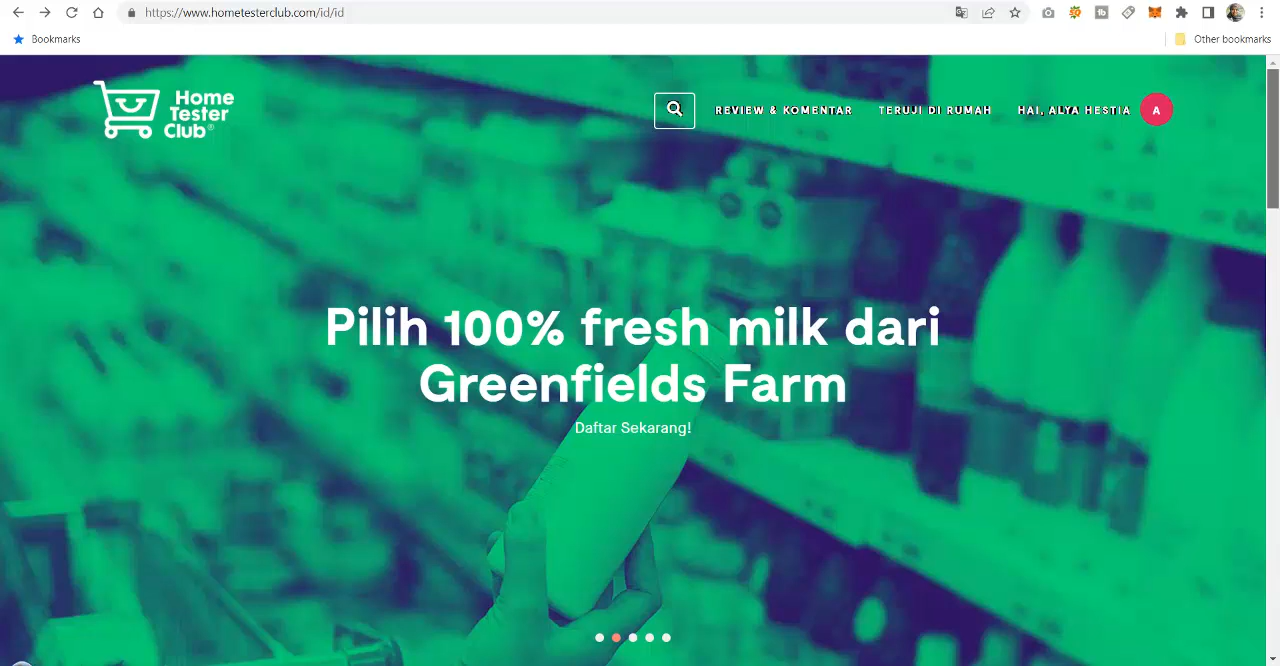 https://www.hometesterclub.com/id/id
Bookmarks
Other bookmarks
Home
Tester
Club®
REVIEW & KOMENTAR
TERUJI DI RUMAH
HAI, ALYA HESTIA
A
Pilih 100% fresh milk dari
Greenfields Farm
Daftar Sekarang!